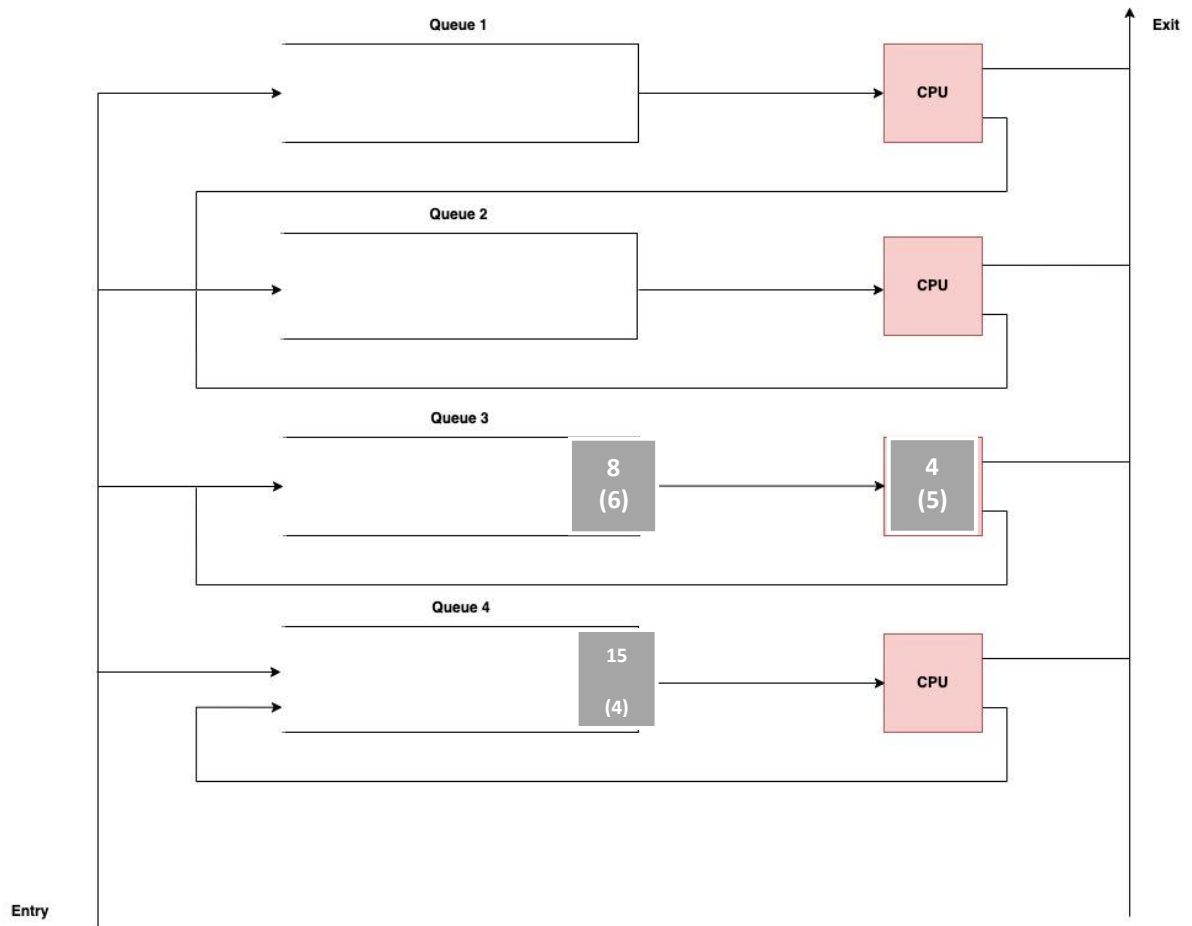 Queue 1
Exit
CPU
Queue 2
CPU
Queue 3
8
(6)
4
(5)
Queue 4
15
(4)
CPU
Entry